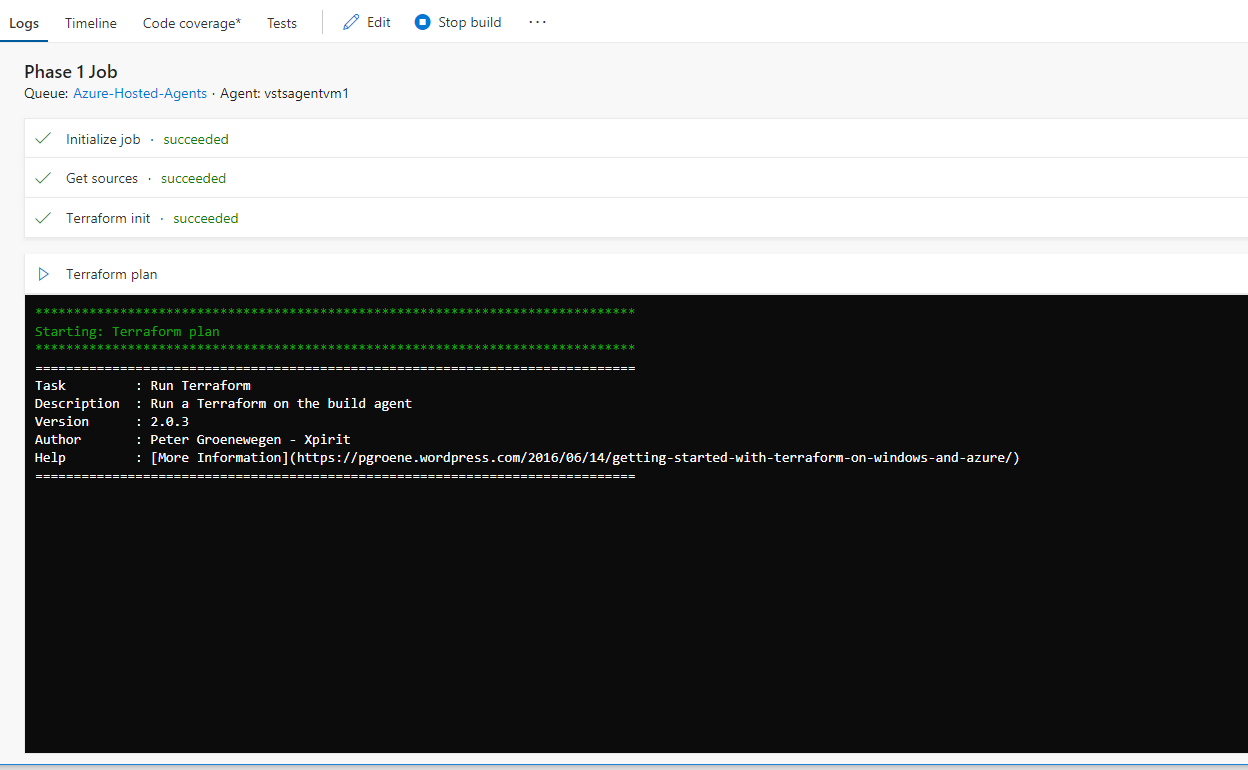 Logs Timeline Code coverage* Tests Edit Stop build ···
Phase 1 Job
Queue: Azure-Hosted-Agents · Agent: vstsagentvm1
Initialize job · succeeded
Get sources · succeeded
Terraform init · succeeded
Terraform plan
******************************************************************************
Starting: Terraform plan
******************************************************************************
==============================================================================
Task         : Run Terraform
Description  : Run a Terraform on the build agent
Version      : 2.0.3
Author       : Peter Groenewegen - Xpirit
Help         : [More Information](https://pgroene.wordpress.com/2016/06/14/getting-started-with-terraform-on-windows-and-azure/)
==============================================================================